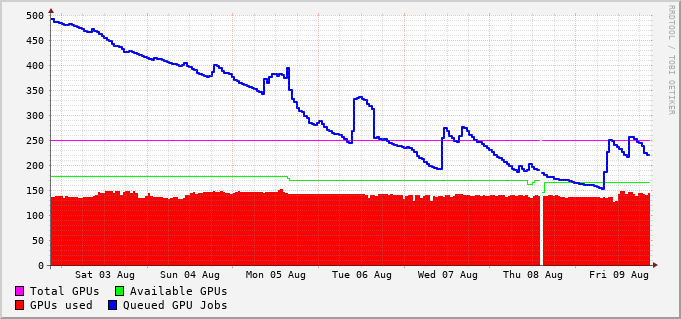 500
450
400
350
300
250
200
150
100
50
0
Sat 03 Aug Sun 04 Aug Mon 05 Aug Tue 06 Aug Wed 07 Aug Thu 08 Aug Fri 09 Aug
Total GPUs Available GPUs
GPUs used Queued GPU Jobs
RRDTOOL / TOBI OETIKER